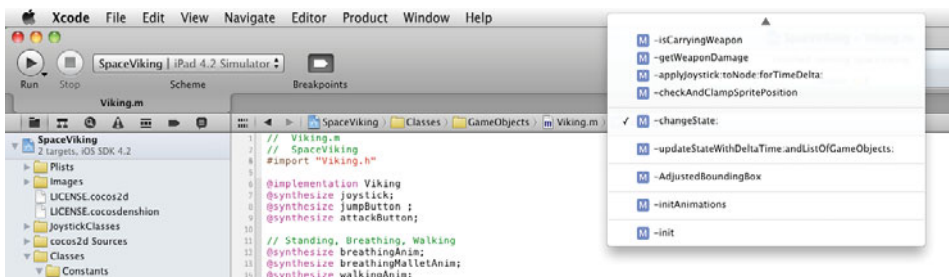 Xcode File Edit View Navigate Editor Product Window Help
SpaceViking | iPad 4.2 Simulator
Run Stop Scheme Breakpoints
Viking.m
SpaceViking Classes GameObjects m Viking.m
SpaceViking
2 targets, iOS SDK 4.2
Plists
Images
LICENSE.cocos2d
LICENSE.cocosdenshion
JoystickClasses
cocos2d Sources
Classes
Constants
// Viking.m
// SpaceViking
#import "Viking.h"
@implementation Viking
@synthesize joystick;
@synthesize jumpButton ;
@synthesize attackButton;
// Standing, Breathing, Walking
@synthesize breathingAnim;
@synthesize breathingMalletAnim;
@synthesize walkingAnim;
M -isCarryingWeapon
M -getWeaponDamage
M -applyJoystick:toNode:forTimeDelta:
M -checkAndClampSpritePosition
✓ M -changeState:
M -updateStateWithDeltaTime:andListOfGameObjects:
M -AdjustedBoundingBox
M -initAnimations
M -init